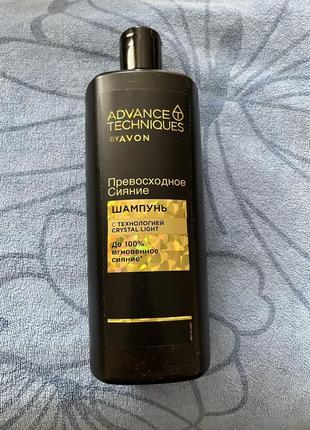 ADVANCE
TECHNIQUES
BY AVON
Превосходное
Сияние
ШАМПУНЬ
С ТЕХНОЛОГИЕЙ
CRYSTAL LIGHT
До 100%
мгновенное
сияние*